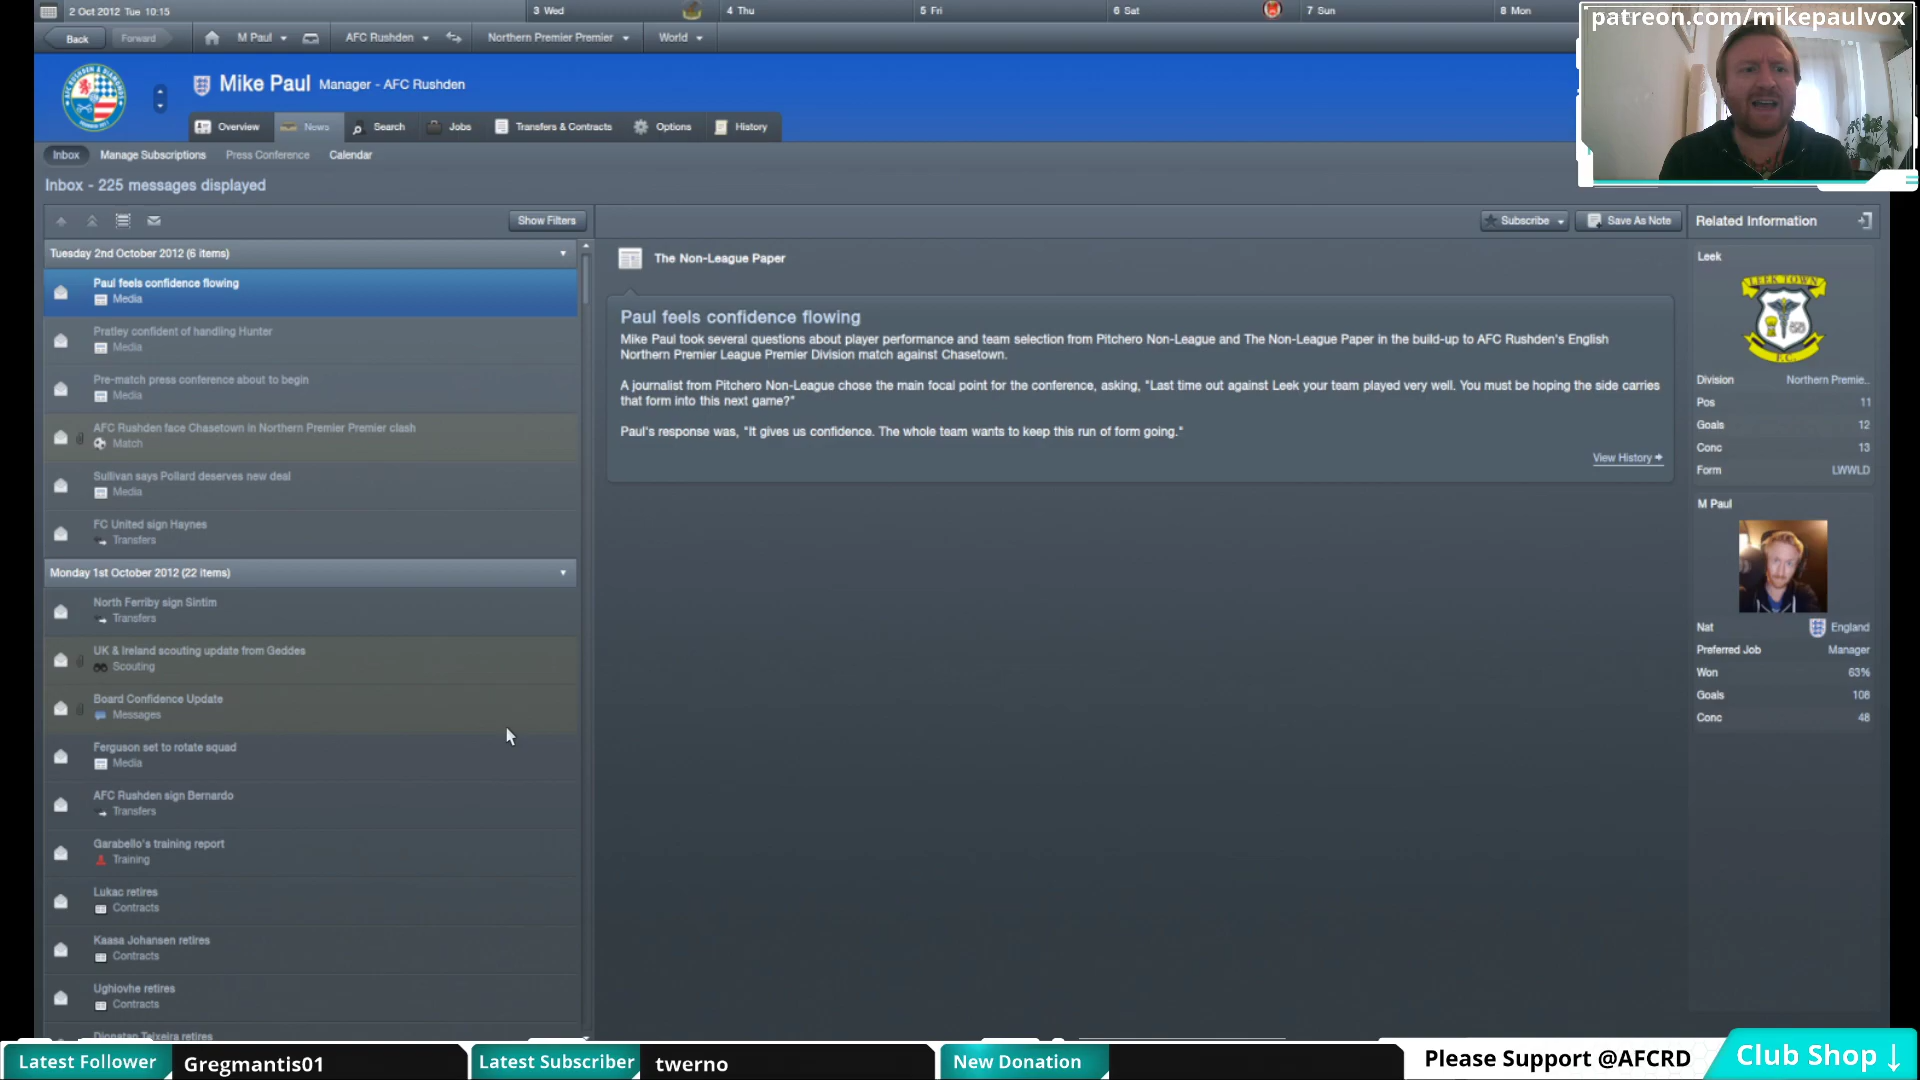 2 Oct 2012 Tue 10:15
3 Wed
4 Thu
5 Fri
6 Sat
7 Sun
8 Mon
patreon.com/mikepaulvox
Back
Forward
M Paul
AFC Rushden
Northern Premier Premier
World
Mike Paul Manager - AFC Rushden
Overview
News
Search
Jobs
Transfers & Contracts
Options
History
Inbox
Manage Subscriptions
Press Conference
Calendar
Inbox - 225 messages displayed
Show Filters
Subscribe
Save As Note
Related Information
Tuesday 2nd October 2012 (6 items)
Paul feels confidence flowing
Media
Pratley confident of handling Hunter
Media
Pre-match press conference about to begin
Media
AFC Rushden face Chasetown in Northern Premier Premier clash
Match
Sullivan says Pollard deserves new deal
Media
FC United sign Haynes
Transfers
Monday 1st October 2012 (22 items)
North Ferriby sign Sintim
Transfers
UK & Ireland scouting update from Geddes
Scouting
Board Confidence Update
Messages
Ferguson set to rotate squad
Media
AFC Rushden sign Bernardo
Transfers
Garabello's training report
Training
Lukac retires
Contracts
Kaasa Johansen retires
Contracts
Ughiovhe retires
Contracts
Dionatan Teixeira retires
The Non-League Paper
Paul feels confidence flowing
Mike Paul took several questions about player performance and team selection from Pitchero Non-League and The Non-League Paper in the build-up to AFC Rushden's English
Northern Premier League Premier Division match against Chasetown.
A journalist from Pitchero Non-League chose the main focal point for the conference, asking, "Last time out against Leek your team played very well. You must be hoping the side carries
that form into this next game?"
Paul's response was, "It gives us confidence. The whole team wants to keep this run of form going."
View History
Leek
LEEK TOWN
F.C.
Division Northern Premie...
Pos 11
Goals 12
Conc 13
Form LWWLD
M Paul
Nat England
Preferred Job Manager
Won 63%
Goals 108
Conc 48
Latest Follower
Gregmantis01
Latest Subscriber
twerno
New Donation
Please Support @AFCRD
Club Shop ↓